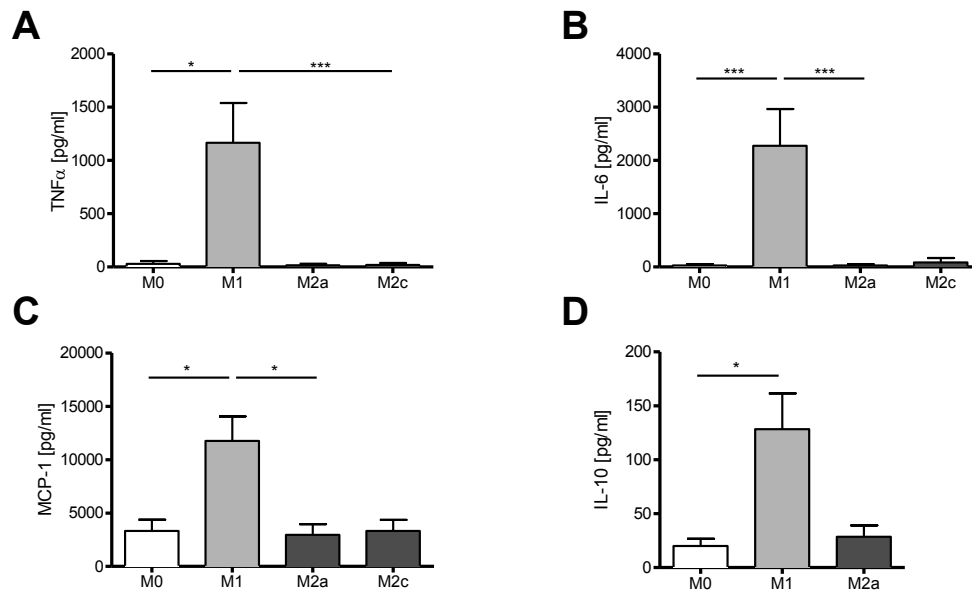 A
TNFα [pg/ml]
2000
1500
1000
500
0
* ***
M0 M1 M2a M2c
B
IL-6 [pg/ml]
4000
3000
2000
1000
0
*** ***
M0 M1 M2a M2c
C
MCP-1 [pg/ml]
20000
15000
10000
5000
0
* *
M0 M1 M2a M2c
D
IL-10 [pg/ml]
200
150
100
50
0
*
M0 M1 M2a